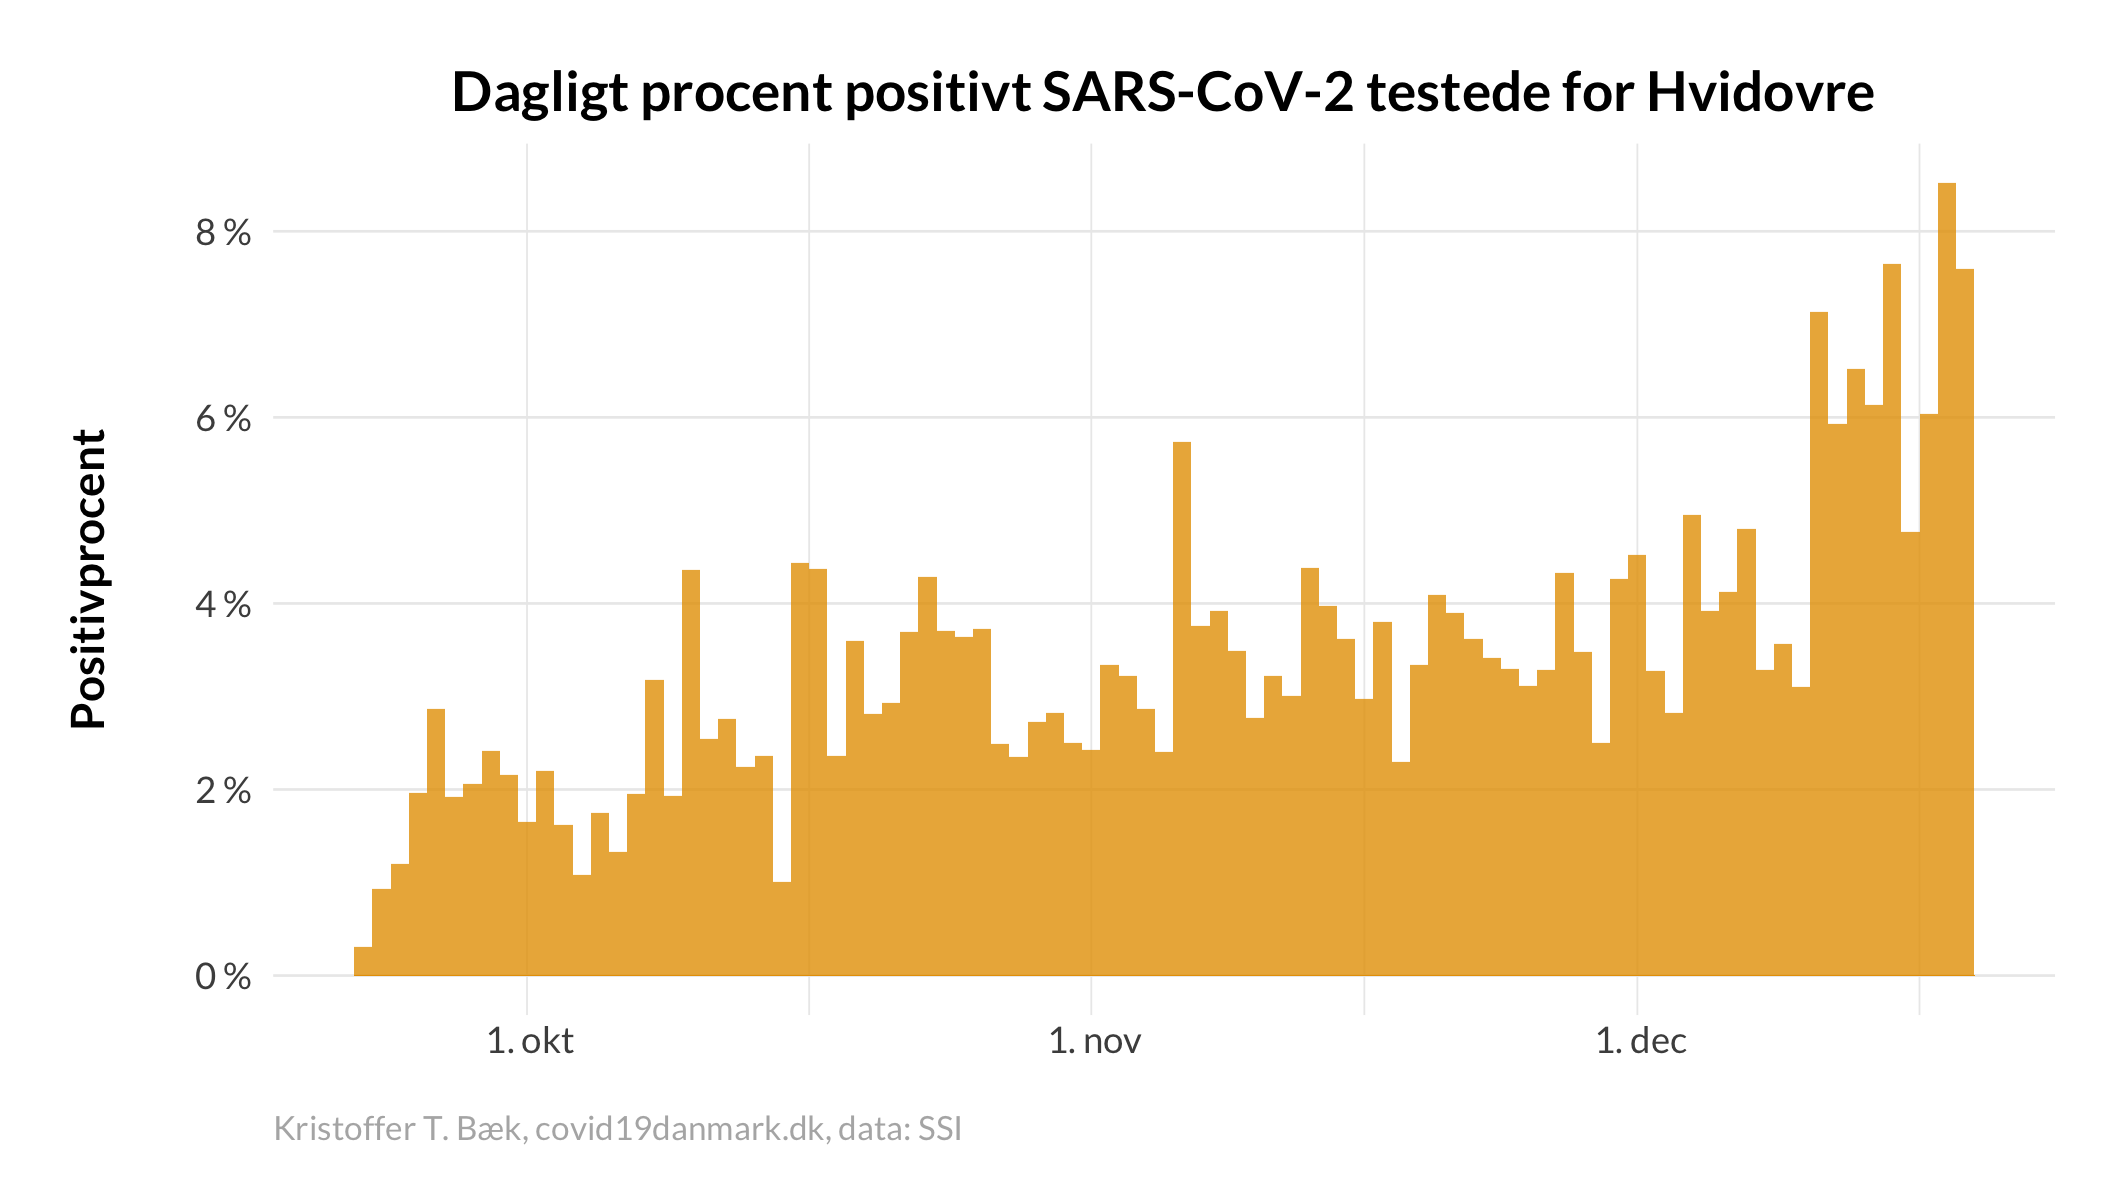 Dagligt procent positivt SARS-CoV-2 testede for Hvidovre
Positivprocent
8 %
6 %
4 %
2 %
0 %
1. okt
1. nov
1. dec
Kristoffer T. Bæk, covid19danmark.dk, data: SSI